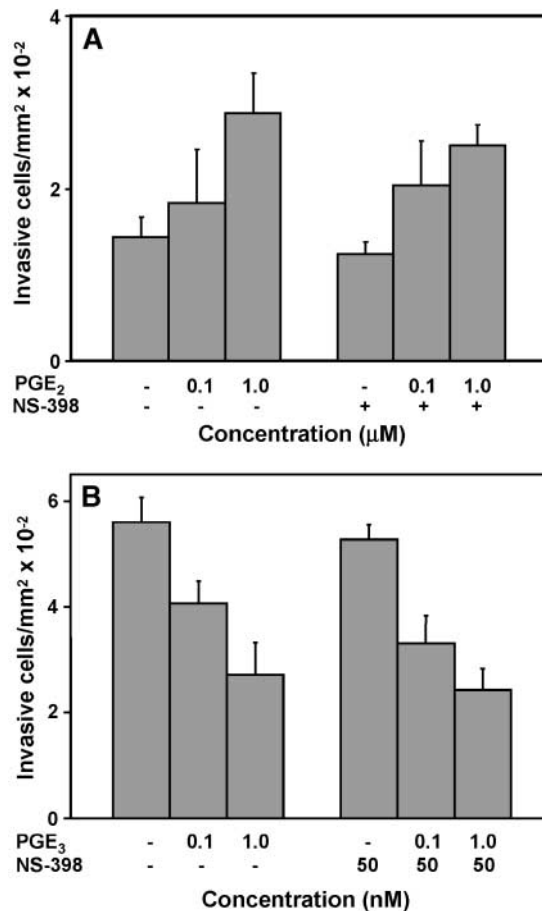 A
Invasive cells/mm² x 10⁻²
4
2
0
PGE₂ - 0.1 1.0 - 0.1 1.0
NS-398 - - - + + +
Concentration (μM)
B
Invasive cells/mm² x 10⁻²
6
4
2
0
PGE₃ - 0.1 1.0 - 0.1 1.0
NS-398 - - - 50 50 50
Concentration (nM)